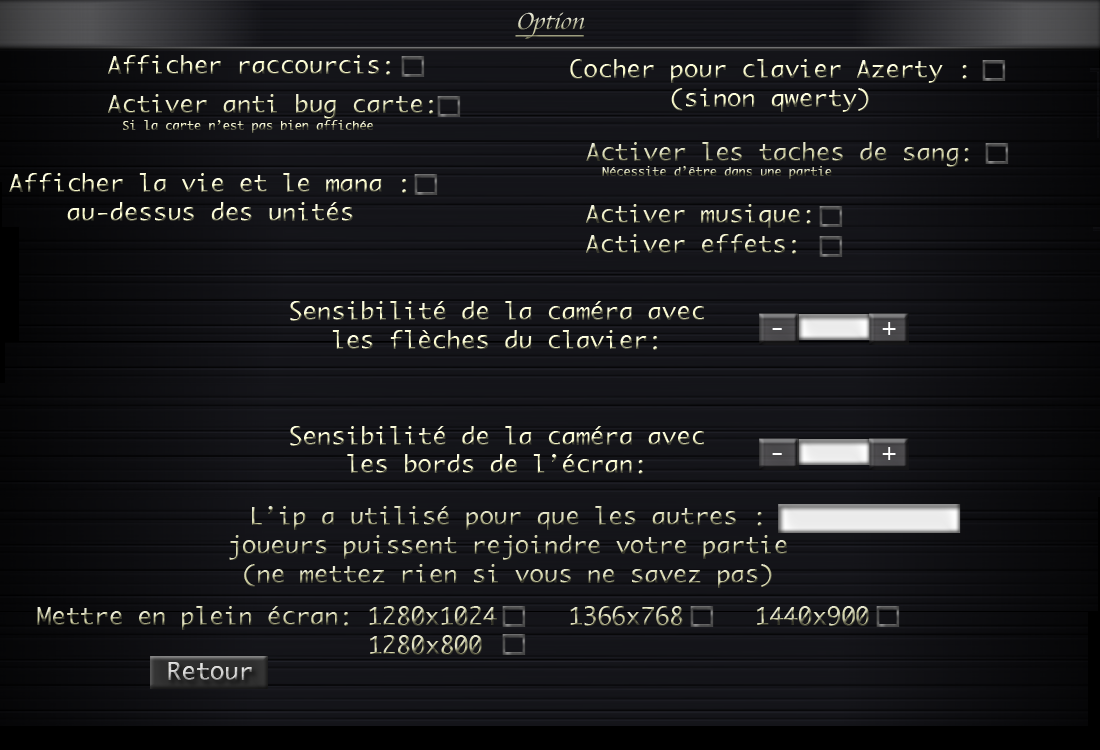 Option
Afficher raccourcis:
Cocher pour clavier Azerty :
(sinon qwerty)
Activer anti bug carte:
Si la carte n'est pas bien affichée
Activer les taches de sang:
Nécessite d'être dans une partie
Afficher la vie et le mana :
au-dessus des unités
Activer musique:
Activer effets:
Sensibilité de la caméra avec
les flèches du clavier:
- +
Sensibilité de la caméra avec
les bords de l'écran:
- +
L'ip a utilisé pour que les autres :
joueurs puissent rejoindre votre partie
(ne mettez rien si vous ne savez pas)
Mettre en plein écran: 1280x1024 1366x768 1440x900
1280x800
Retour